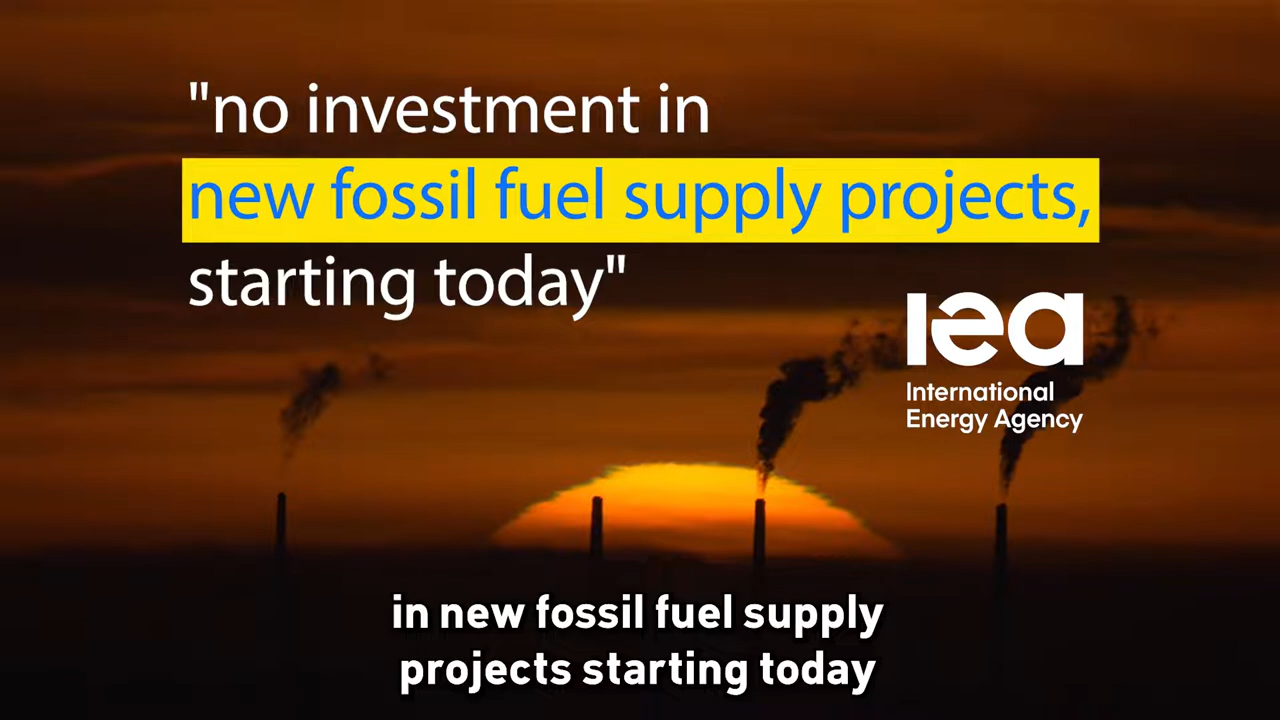 "no investment in
new fossil fuel supply projects,
starting today"
iea
International
Energy Agency
in new fossil fuel supply
projects starting today